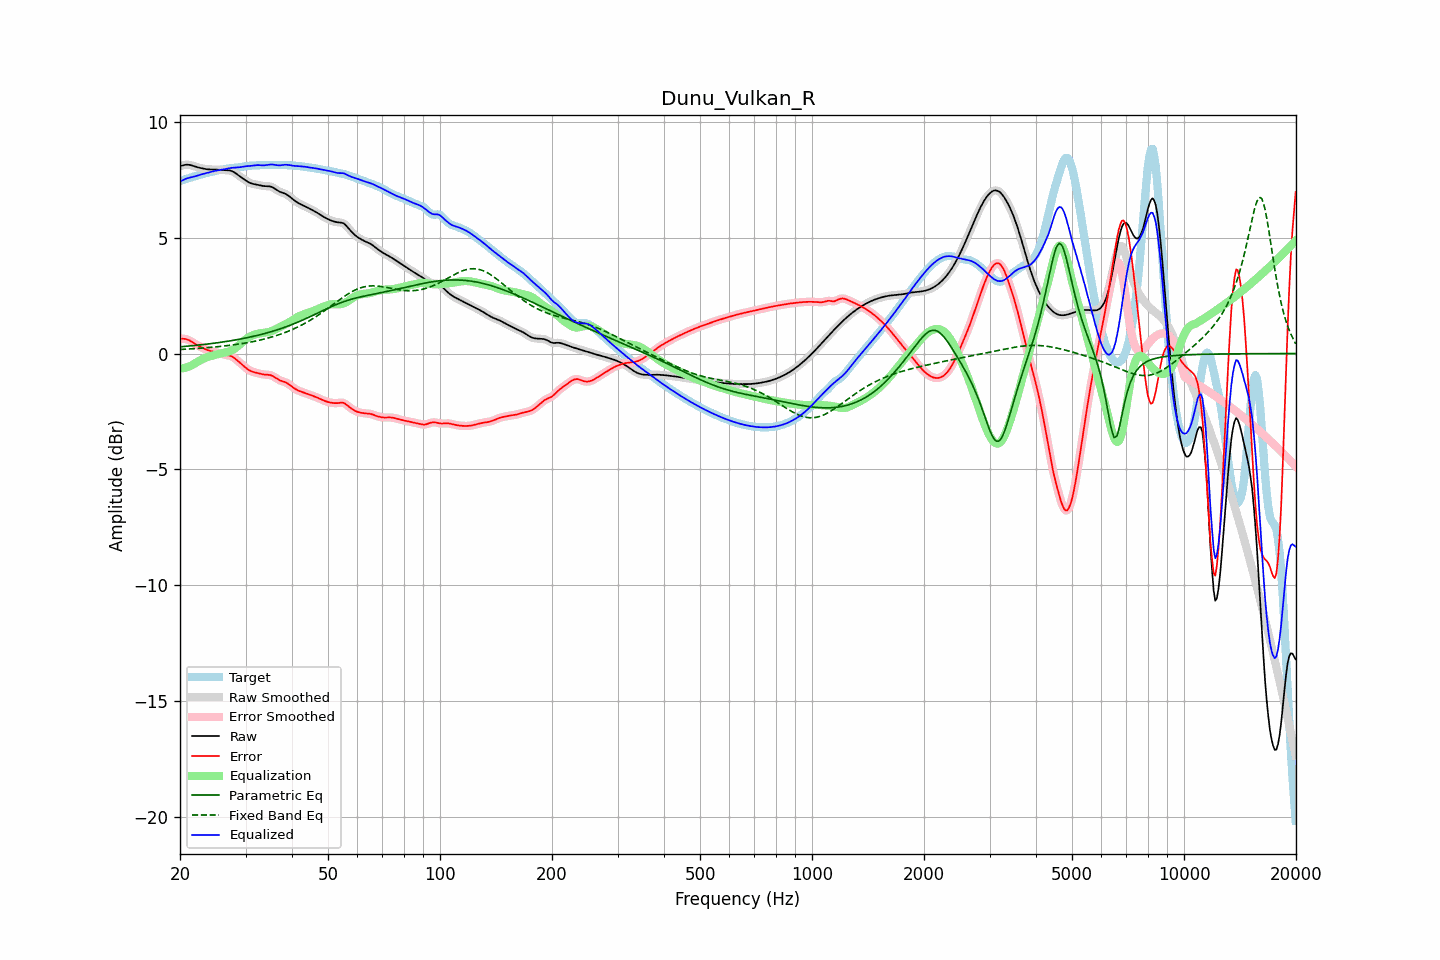 Dunu_Vulkan_R
10
5
0
−5
−10
−15
−20
Amplitude (dBr)
Target
Raw Smoothed
Error Smoothed
Raw
Error
Equalization
Parametric Eq
Fixed Band Eq
Equalized
20 50 100 200 500 1000 2000 5000 10000 20000
Frequency (Hz)